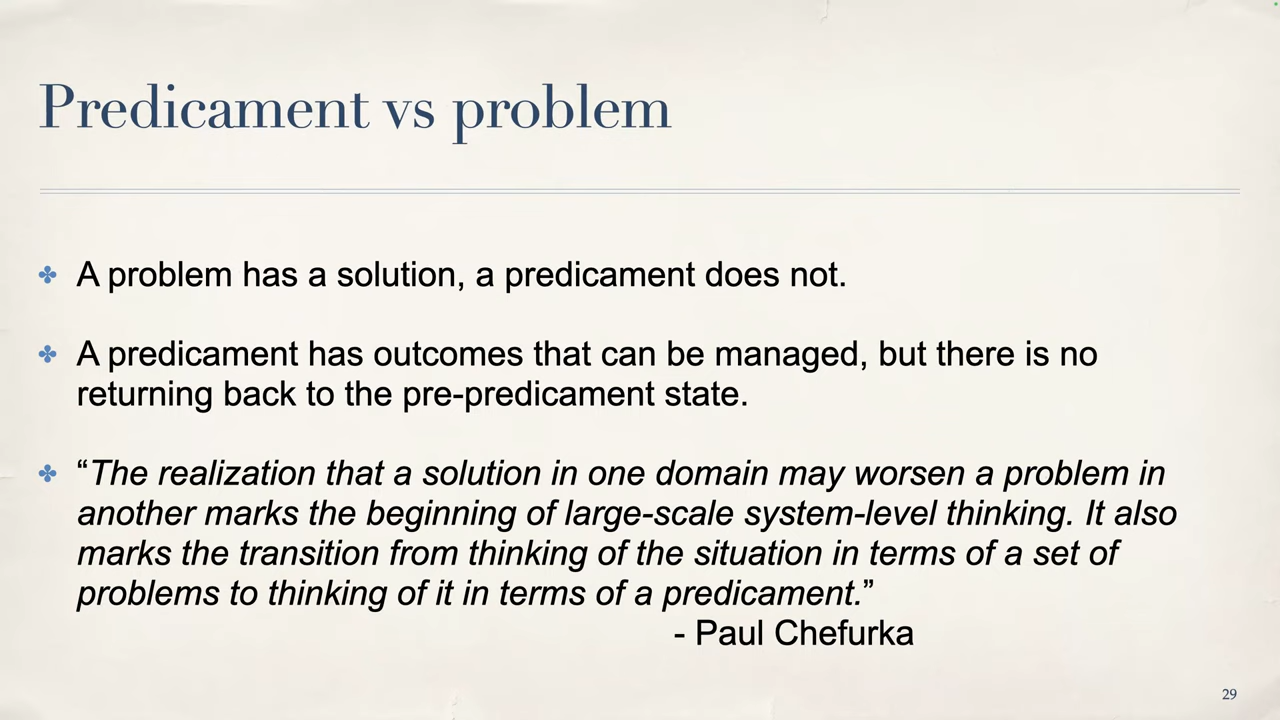 Predicament vs problem
A problem has a solution, a predicament does not.
A predicament has outcomes that can be managed, but there is no
returning back to the pre-predicament state.
“The realization that a solution in one domain may worsen a problem in
another marks the beginning of large-scale system-level thinking. It also
marks the transition from thinking of the situation in terms of a set of
problems to thinking of it in terms of a predicament.”
- Paul Chefurka
29